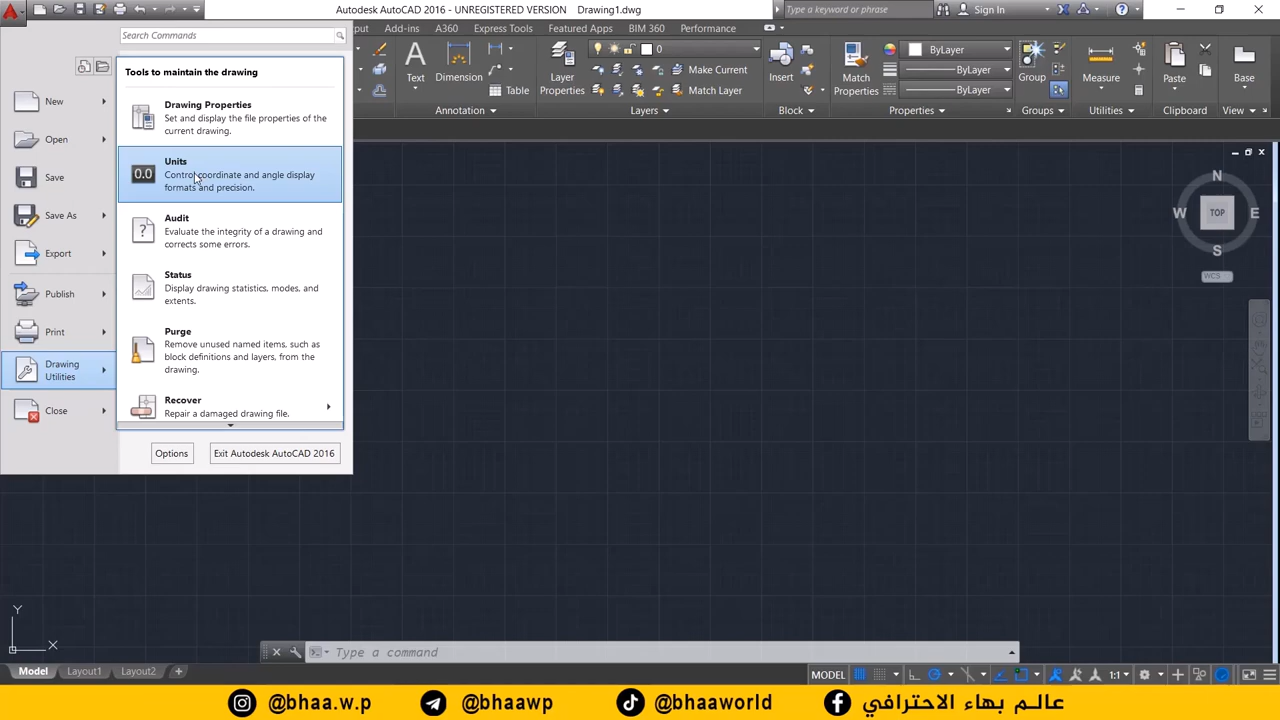 Autodesk AutoCAD 2016 - UNREGISTERED VERSION Drawing1.dwg
Type a keyword or phrase
Sign In
Search Commands
Add-ins A360 Express Tools Featured Apps BIM 360 Performance
Tools to maintain the drawing
New
Open
Save
Save As
Export
Publish
Print
Drawing
Utilities
Close
Drawing Properties
Set and display the file properties of the
current drawing.
0.0
Units
Control coordinate and angle display
formats and precision.
Audit
Evaluate the integrity of a drawing and
corrects some errors.
Status
Display drawing statistics, modes, and
extents.
Purge
Remove unused named items, such as
block definitions and layers, from the
drawing.
Recover
Repair a damaged drawing file.
Options
Exit Autodesk AutoCAD 2016
Text
Dimension
Table
Annotation
0
Layer
Properties
Make Current
Match Layer
Layers
Insert
Block
Match
Properties
ByLayer
ByLayer
ByLayer
Properties
Group
Groups
Measure
Utilities
Paste
Clipboard
Base
View
N
W TOP E
S
WCS
Y
X
Type a command
Model Layout1 Layout2
MODEL
1:1
@bhaa.w.p @bhaawp @bhaaworld عالم بهاء الاحترافي